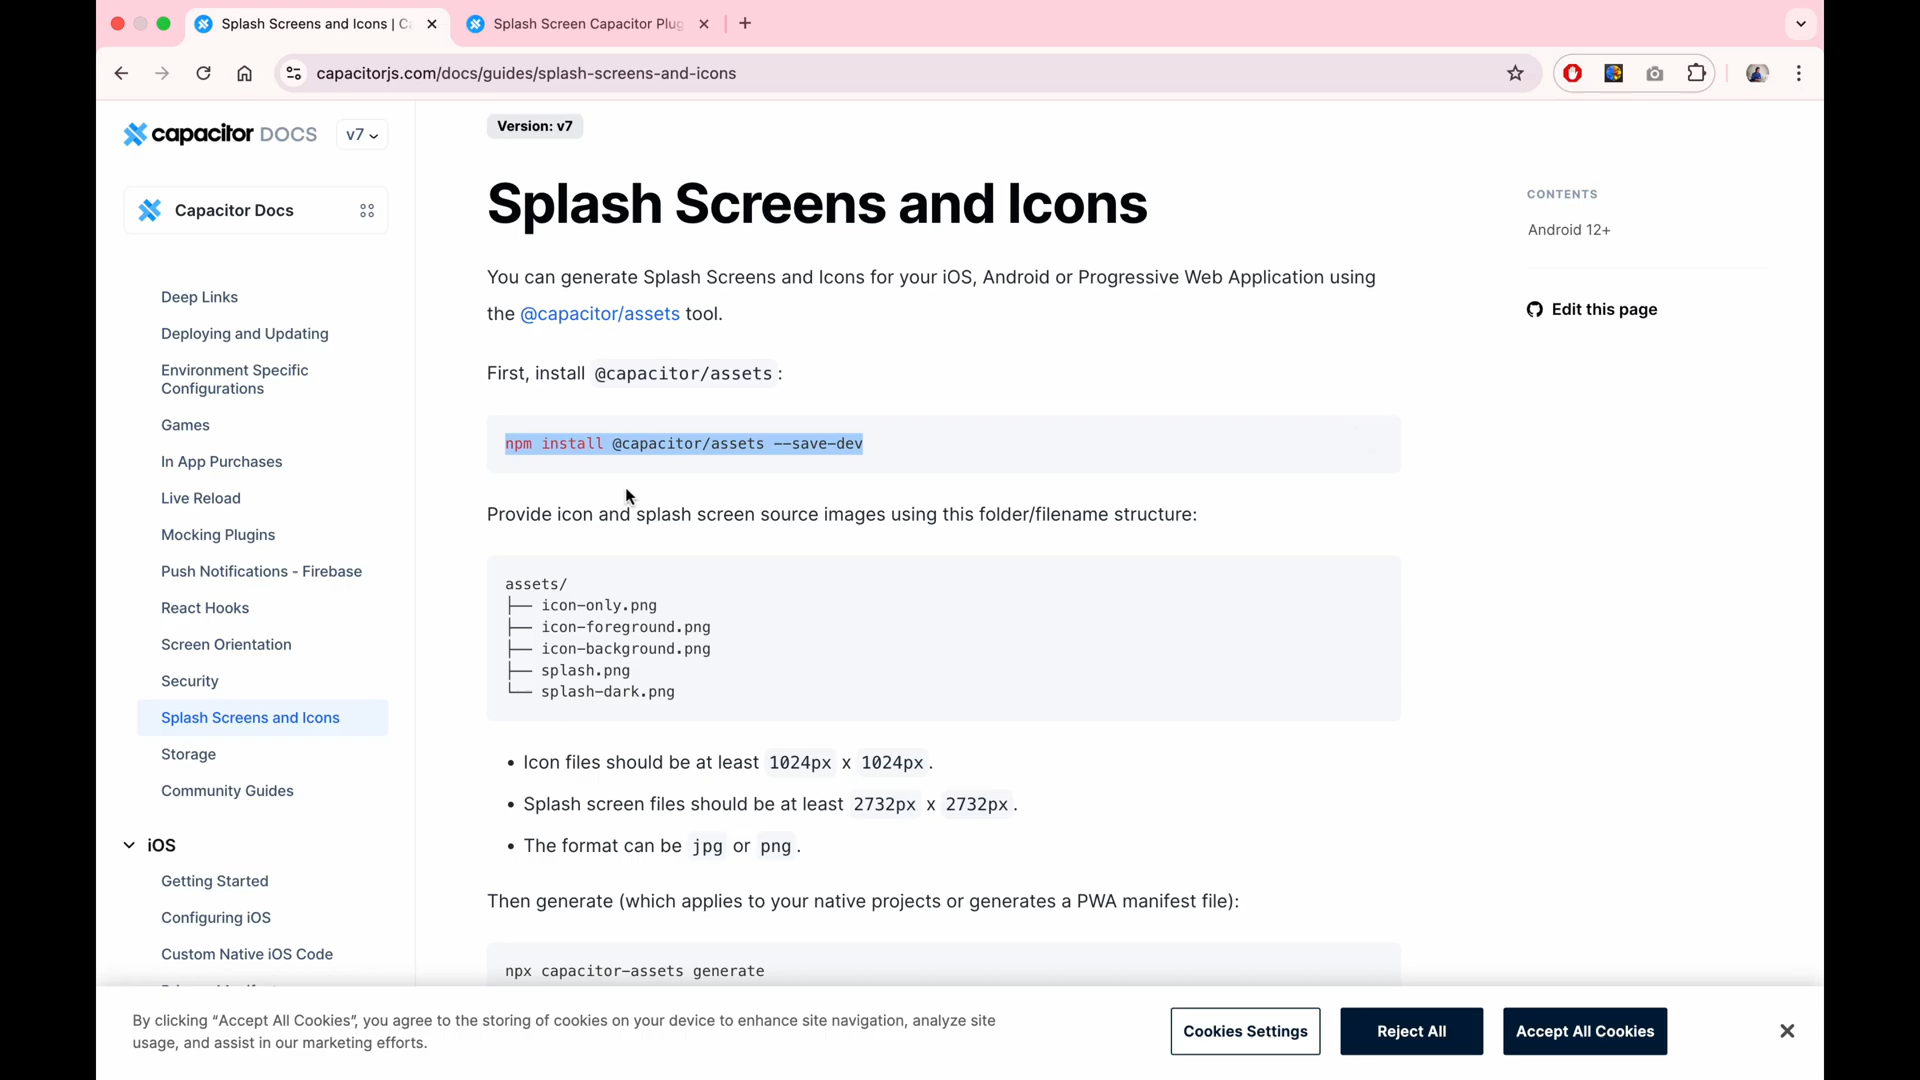 Splash Screens and Icons | C
Splash Screen Capacitor Plug
capacitorjs.com/docs/guides/splash-screens-and-icons
capacitor DOCS
v7
Capacitor Docs
Deep Links
Deploying and Updating
Environment Specific
Configurations
Games
In App Purchases
Live Reload
Mocking Plugins
Push Notifications - Firebase
React Hooks
Screen Orientation
Security
Splash Screens and Icons
Storage
Community Guides
iOS
Getting Started
Configuring iOS
Custom Native iOS Code
Version: v7
Splash Screens and Icons
You can generate Splash Screens and Icons for your iOS, Android or Progressive Web Application using
the @capacitor/assets tool.
First, install @capacitor/assets:
npm install @capacitor/assets --save-dev
Provide icon and splash screen source images using this folder/filename structure:
assets/
├── icon-only.png
├── icon-foreground.png
├── icon-background.png
├── splash.png
└── splash-dark.png
• Icon files should be at least 1024px x 1024px.
• Splash screen files should be at least 2732px x 2732px.
• The format can be jpg or png.
Then generate (which applies to your native projects or generates a PWA manifest file):
npx capacitor-assets generate
CONTENTS
Android 12+
Edit this page
By clicking “Accept All Cookies”, you agree to the storing of cookies on your device to enhance site navigation, analyze site
usage, and assist in our marketing efforts.
Cookies Settings
Reject All
Accept All Cookies